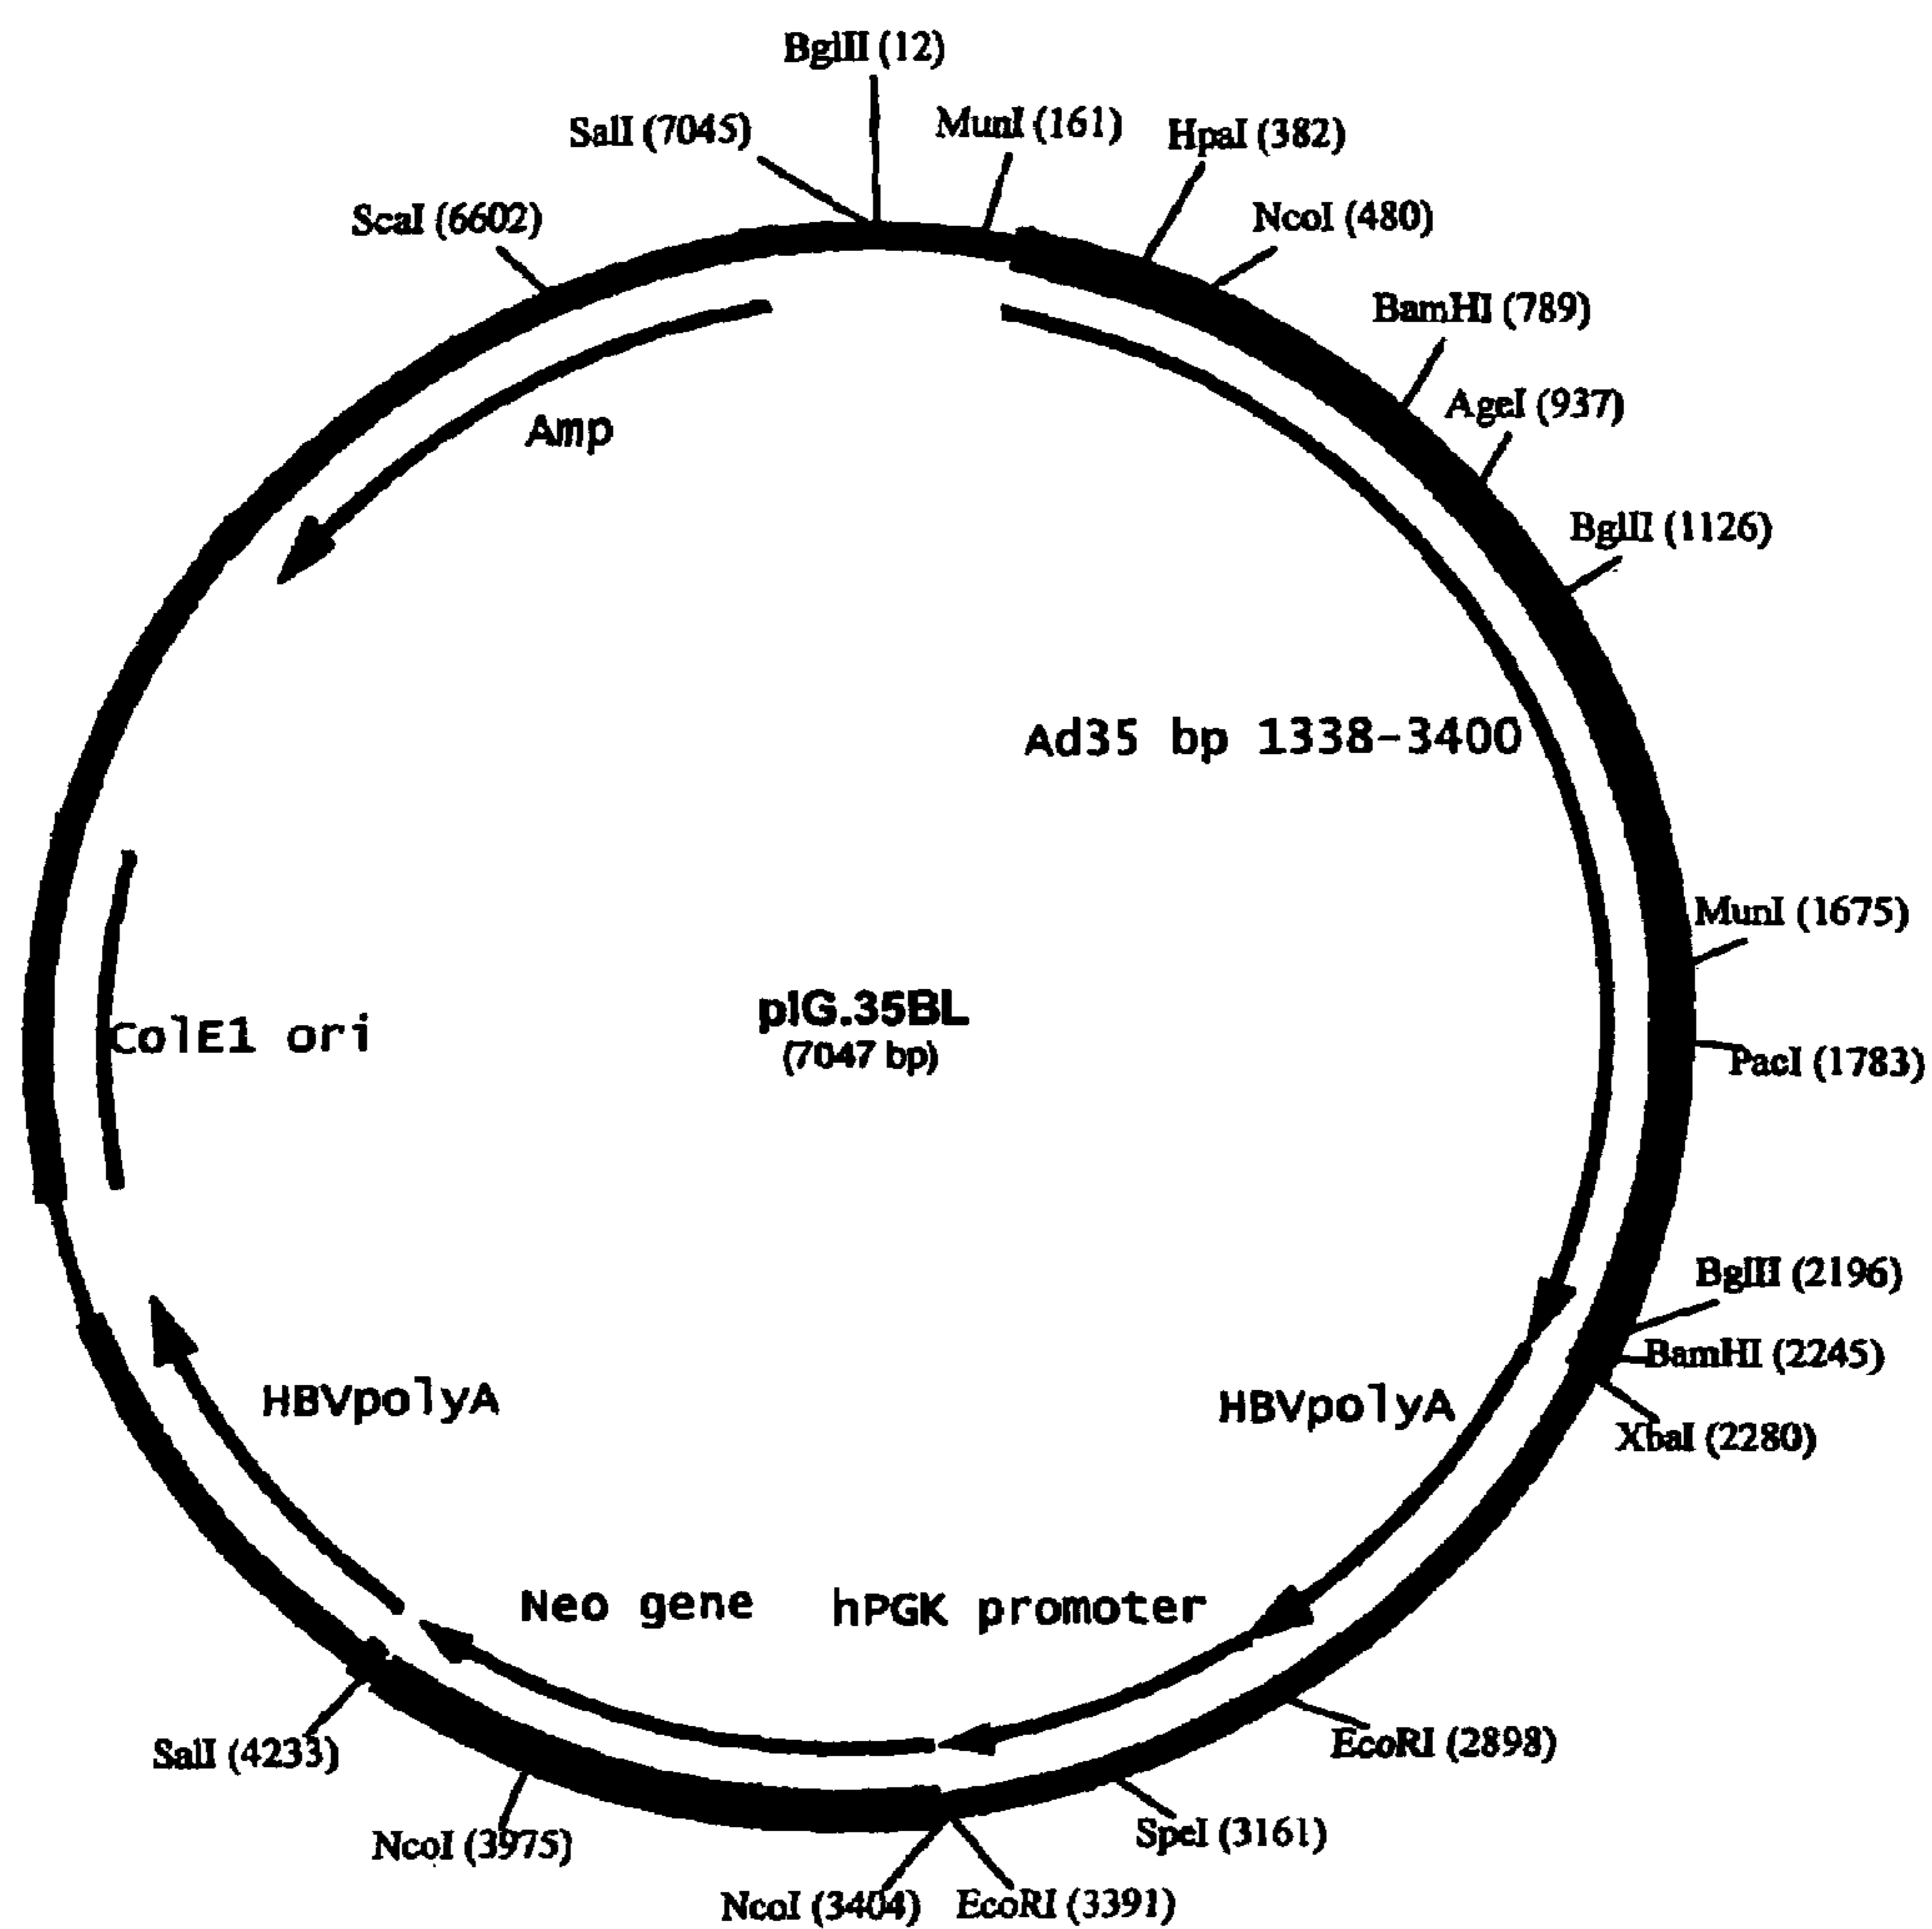 BglII (12)
SalI (7045)
MunI (161)
HpaI (382)
ScaI (6602)
NcoI (480)
BamHI (789)
AgeI (937)
Amp
BglII (1126)
Ad35 bp 1338-3400
MunI (1675)
pIG.35BL
(7047 bp)
ColE1 ori
PacI (1783)
BglII (2196)
BamHI (2245)
HBVpolyA
HBVpolyA
XbaI (2280)
Neo gene
hPGK promoter
EcoRI (2898)
SalI (4233)
SpeI (3161)
NcoI (3975)
NcoI (3404)
EcoRI (3391)